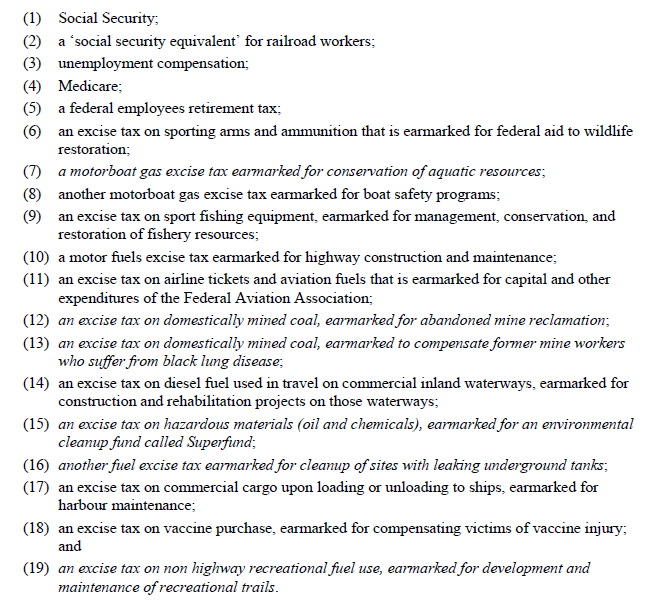 (1) Social Security;
(2) a ‘social security equivalent’ for railroad workers;
(3) unemployment compensation;
(4) Medicare;
(5) a federal employees retirement tax;
(6) an excise tax on sporting arms and ammunition that is earmarked for federal aid to wildlife
restoration;
(7) a motorboat gas excise tax earmarked for conservation of aquatic resources;
(8) another motorboat gas excise tax earmarked for boat safety programs;
(9) an excise tax on sport fishing equipment, earmarked for management, conservation, and
restoration of fishery resources;
(10) a motor fuels excise tax earmarked for highway construction and maintenance;
(11) an excise tax on airline tickets and aviation fuels that is earmarked for capital and other
expenditures of the Federal Aviation Association;
(12) an excise tax on domestically mined coal, earmarked for abandoned mine reclamation;
(13) an excise tax on domestically mined coal, earmarked to compensate former mine workers
who suffer from black lung disease;
(14) an excise tax on diesel fuel used in travel on commercial inland waterways, earmarked for
construction and rehabilitation projects on those waterways;
(15) an excise tax on hazardous materials (oil and chemicals), earmarked for an environmental
cleanup fund called Superfund;
(16) another fuel excise tax earmarked for cleanup of sites with leaking underground tanks;
(17) an excise tax on commercial cargo upon loading or unloading to ships, earmarked for
harbour maintenance;
(18) an excise tax on vaccine purchase, earmarked for compensating victims of vaccine injury;
and
(19) an excise tax on non highway recreational fuel use, earmarked for development and
maintenance of recreational trails.